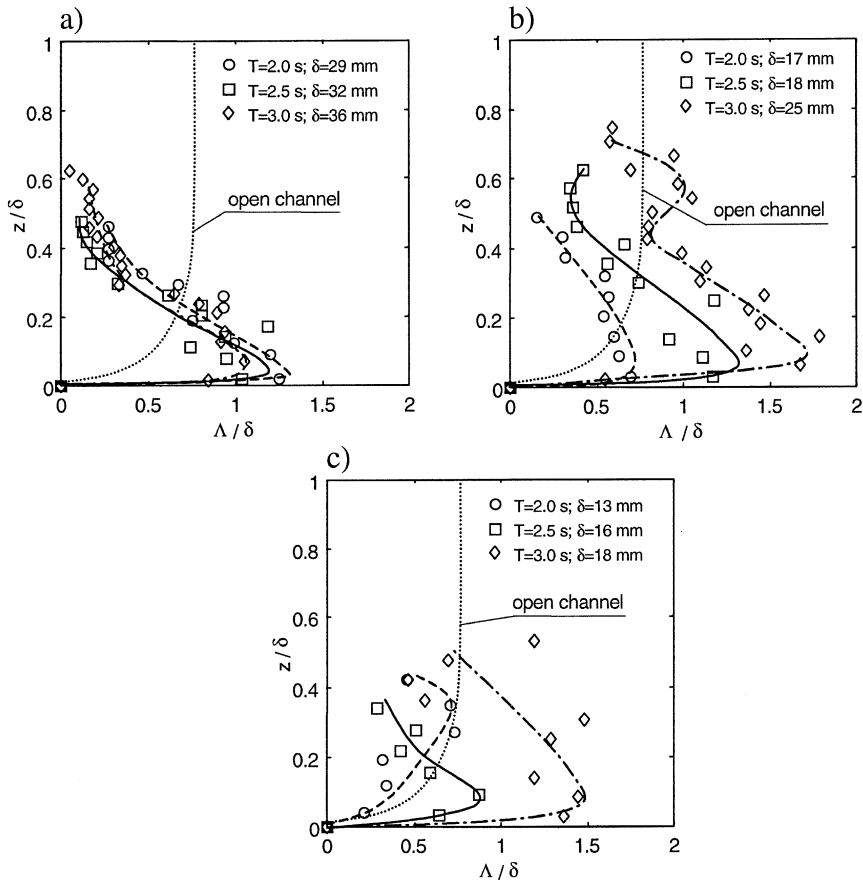 a)
1
0.8
0.6
0.4
0.2
0
z / δ
T=2.0 s; δ=29 mm
T=2.5 s; δ=32 mm
T=3.0 s; δ=36 mm
open channel
0
0.5
1
1.5
2
Λ / δ
b)
1
0.8
0.6
0.4
0.2
0
z / δ
T=2.0 s; δ=17 mm
T=2.5 s; δ=18 mm
T=3.0 s; δ=25 mm
open channel
0
0.5
1
1.5
2
Λ / δ
c)
1
0.8
0.6
0.4
0.2
0
z / δ
T=2.0 s; δ=13 mm
T=2.5 s; δ=16 mm
T=3.0 s; δ=18 mm
open channel
0
0.5
1
1.5
2
Λ / δ